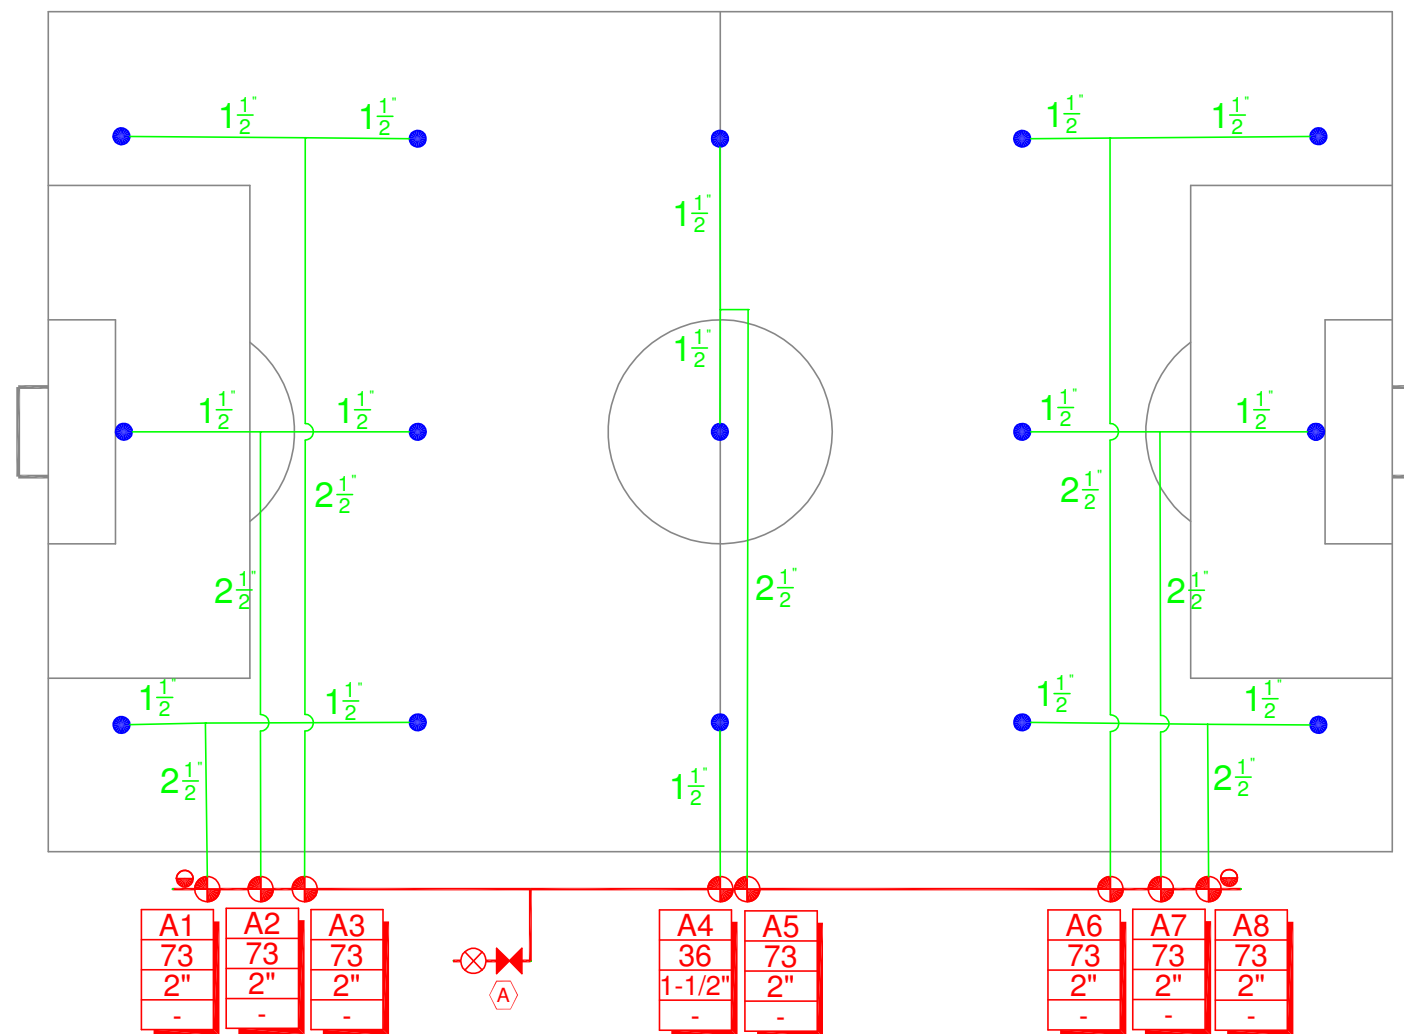 1 1/2" 1 1/2" 1 1/2" 1 1/2"
1 1/2"
1 1/2"
1 1/2" 1 1/2" 1 1/2" 1 1/2"
2 1/2" 2 1/2"
2 1/2" 2 1/2" 2 1/2"
1 1/2" 1 1/2" 1 1/2" 1 1/2"
2 1/2" 1 1/2" 2 1/2"
A1 A2 A3 A4 A5 A6 A7 A8
73 73 73 36 73 73 73 73
2" 2" 2" 1-1/2" 2" 2" 2" 2"
- - - - - - - -
A